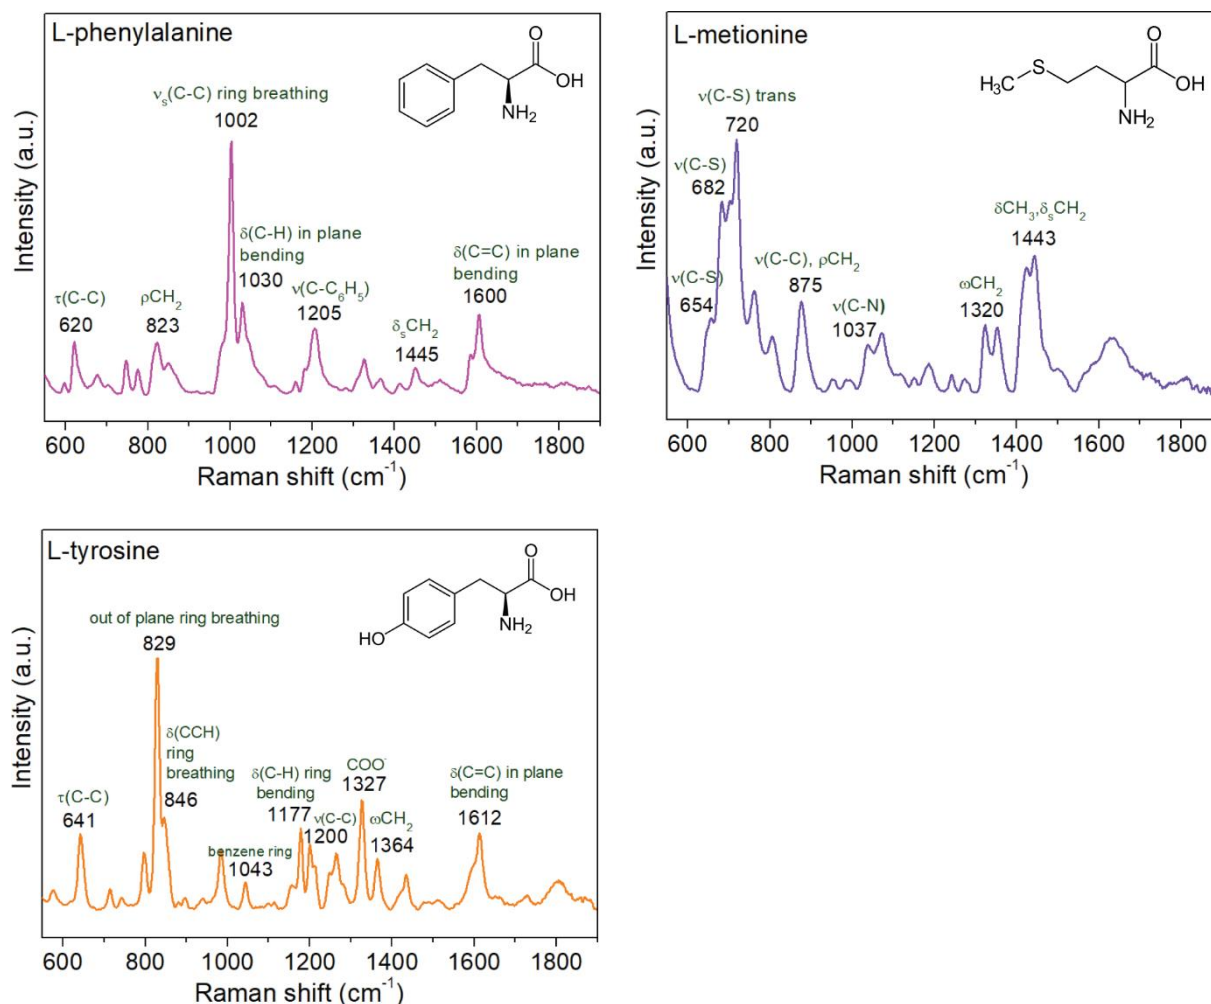 L-phenylalanine
O
OH
NH₂
νₛ(C-C) ring breathing
1002
δ(C-H) in plane
bending
1030
ν(C-C₆H₅)
1205
δ(C=C) in plane
bending
1600
τ(C-C)
620
ρCH₂
823
δₛCH₂
1445
Intensity (a.u.)
600 800 1000 1200 1400 1600 1800
Raman shift (cm⁻¹)
L-metionine
O
S
H₃C
OH
NH₂
ν(C-S) trans
720
ν(C-S)
682
ν(C-S)
654
ν(C-C), ρCH₂
875
ν(C-N)
1037
δCH₃,δₛCH₂
1443
ωCH₂
1320
Intensity (a.u.)
600 800 1000 1200 1400 1600 1800
Raman shift (cm⁻¹)
L-tyrosine
O
OH
NH₂
HO
out of plane ring breathing
829
δ(CCH)
ring
breathing
846
τ(C-C)
641
benzene ring
1043
δ(C-H) ring
bending
1177
ν(C-C)
1200
COO⁻
1327
ωCH₂
1364
δ(C=C) in plane
bending
1612
Intensity (a.u.)
600 800 1000 1200 1400 1600 1800
Raman shift (cm⁻¹)